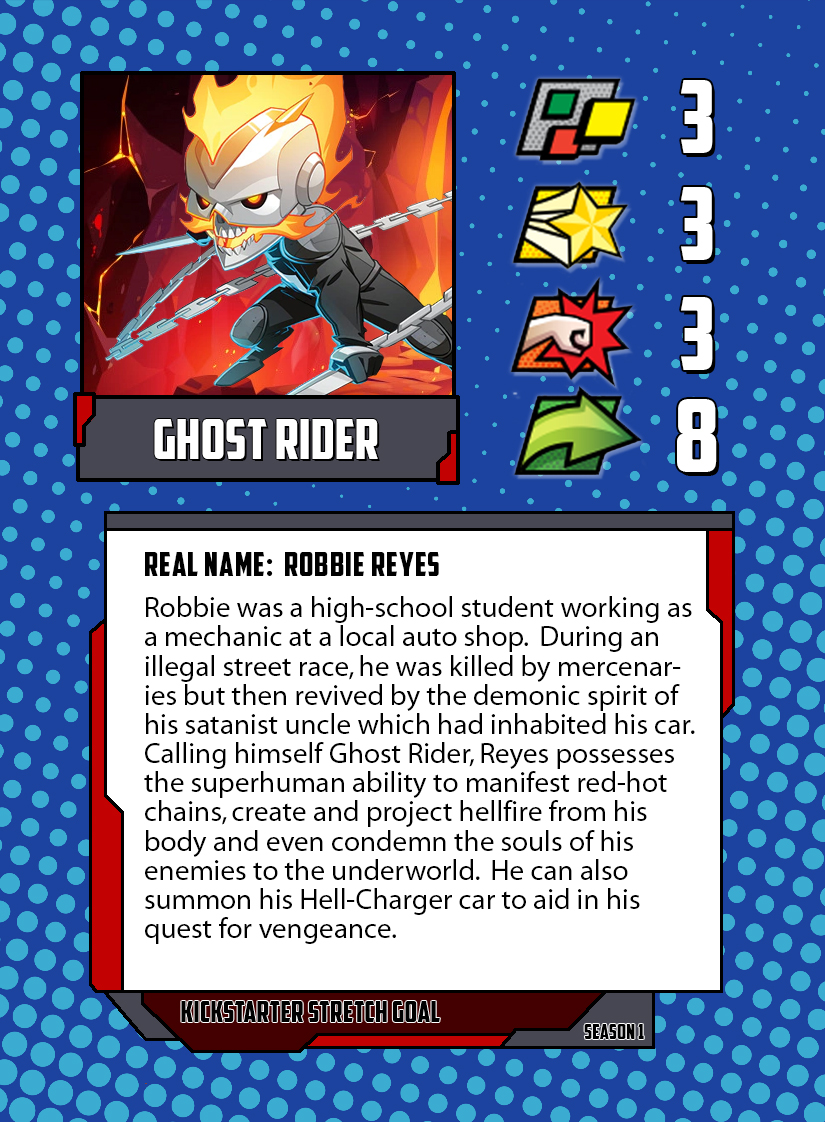 3
3
3
8
GHOST RIDER
REAL NAME: ROBBIE REYES
Robbie was a high-school student working as
a mechanic at a local auto shop. During an
illegal street race, he was killed by mercenar-
ies but then revived by the demonic spirit of
his satanist uncle which had inhabited his car.
Calling himself Ghost Rider, Reyes possesses
the superhuman ability to manifest red-hot
chains, create and project hellfire from his
body and even condemn the souls of his
enemies to the underworld. He can also
summon his Hell-Charger car to aid in his
quest for vengeance.
KICKSTARTER STRETCH GOAL
SEASON 1